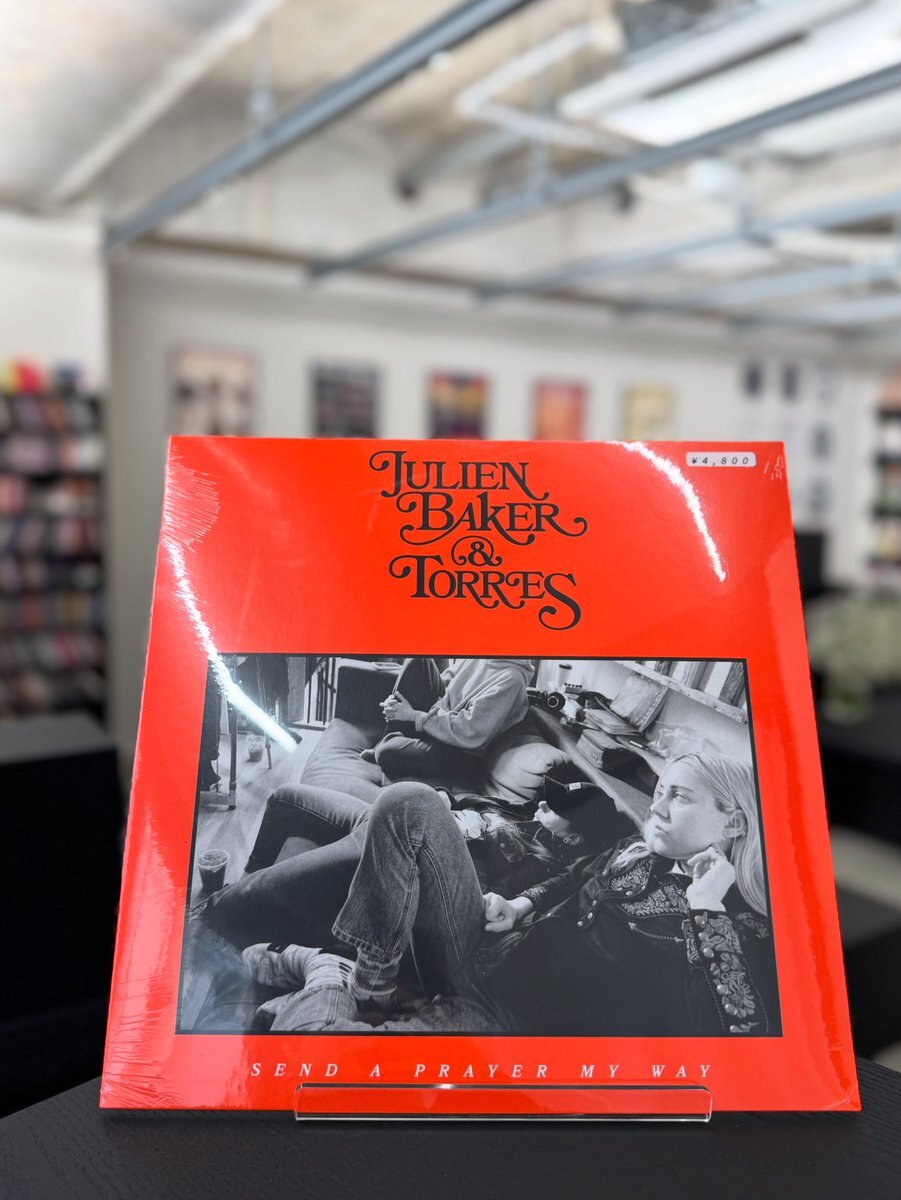 ¥4,800
JULIEN
BAKER
&
TORRES
SEND A PRAYER MY WAY